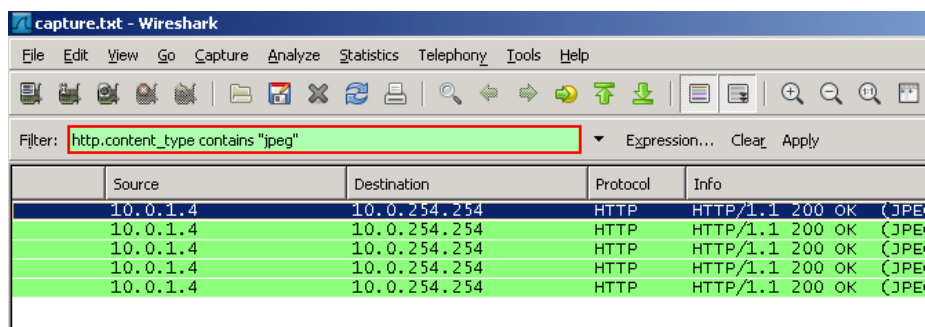 capture.txt - Wireshark
File Edit View Go Capture Analyze Statistics Telephony Tools Help
Filter: http.content_type contains "jpeg" Expression... Clear Apply
Source Destination Protocol Info
10.0.1.4 10.0.254.254 HTTP HTTP/1.1 200 OK (JPE
10.0.1.4 10.0.254.254 HTTP HTTP/1.1 200 OK (JPE
10.0.1.4 10.0.254.254 HTTP HTTP/1.1 200 OK (JPE
10.0.1.4 10.0.254.254 HTTP HTTP/1.1 200 OK (JPE
10.0.1.4 10.0.254.254 HTTP HTTP/1.1 200 OK (JPE